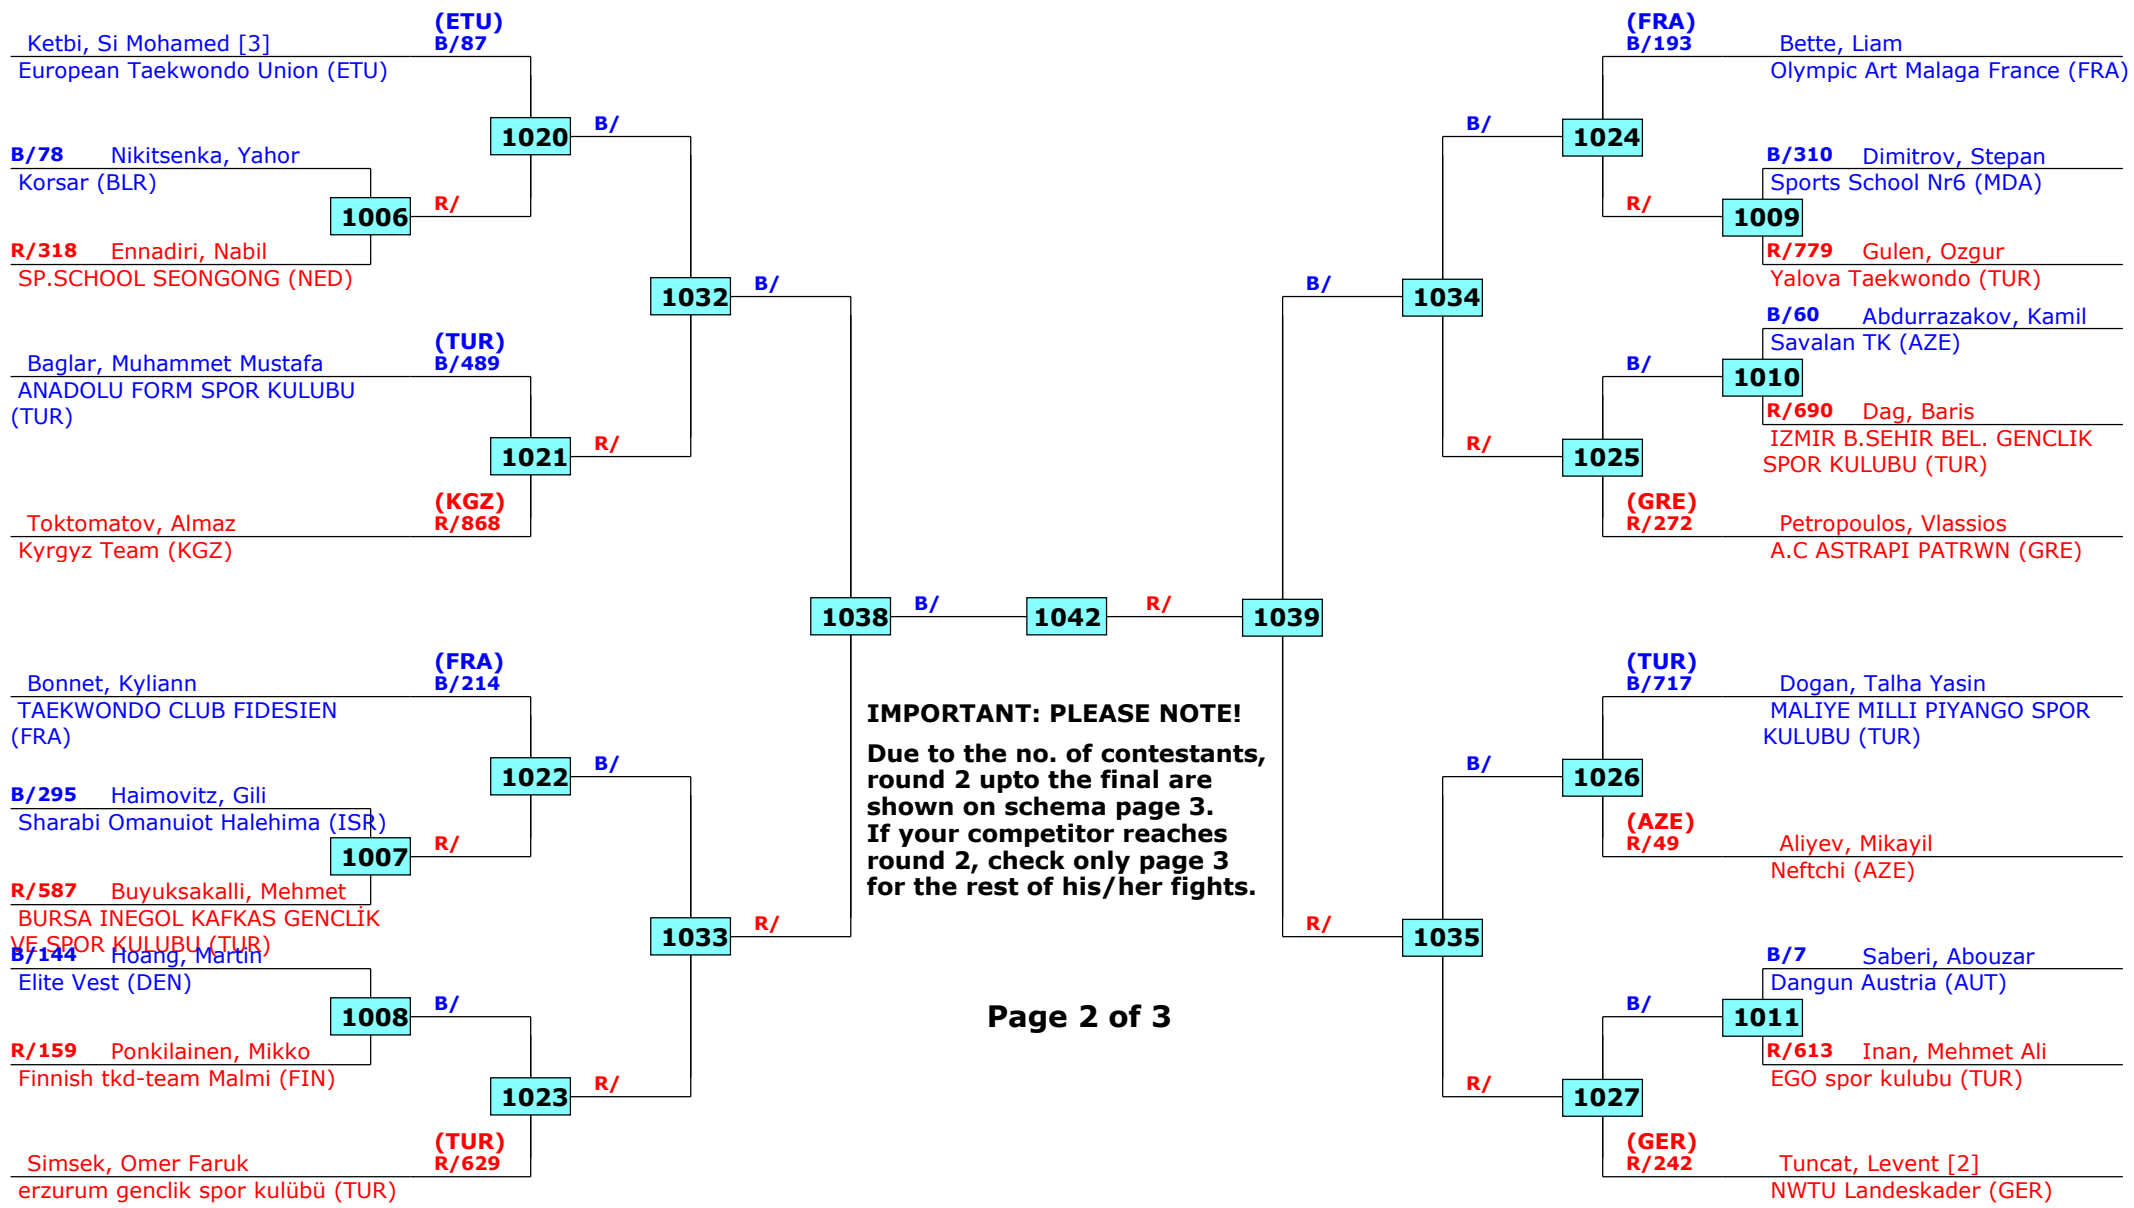 (ETU)
Ketbi, Si Mohamed [3] B/87
European Taekwondo Union (ETU)
1020
B/
B/78 Nikitsenka, Yahor
Korsar (BLR)
1006
R/
R/318 Ennadiri, Nabil
SP.SCHOOL SEONGONG (NED)
1032
B/
(TUR)
Baglar, Muhammet Mustafa B/489
ANADOLU FORM SPOR KULUBU
(TUR)
1021
R/
(KGZ)
Toktomatov, Almaz R/868
Kyrgyz Team (KGZ)
1038
B/
1042
R/
1039
(FRA)
Bonnet, Kyliann B/214
TAEKWONDO CLUB FIDESIEN
(FRA)
1022
B/
B/295 Haimovitz, Gili
Sharabi Omanuiot Halehima (ISR)
1007
R/
R/587 Buyuksakalli, Mehmet
BURSA INEGOL KAFKAS GENCLİK
VE SPOR KULUBU (TUR)
1033
R/
B/144 Hoang, Martin
Elite Vest (DEN)
1008
B/
R/159 Ponkilainen, Mikko
Finnish tkd-team Malmi (FIN)
1023
R/
(TUR)
Simsek, Omer Faruk R/629
erzurum genclik spor kulübü (TUR)
IMPORTANT: PLEASE NOTE!
Due to the no. of contestants,
round 2 upto the final are
shown on schema page 3.
If your competitor reaches
round 2, check only page 3
for the rest of his/her fights.
Page 2 of 3
(FRA)
B/193 Bette, Liam
Olympic Art Malaga France (FRA)
B/
1024
B/310 Dimitrov, Stepan
Sports School Nr6 (MDA)
R/
1009
R/779 Gulen, Ozgur
Yalova Taekwondo (TUR)
B/
1034
B/60 Abdurrazakov, Kamil
Savalan TK (AZE)
B/
1010
R/690 Dag, Baris
IZMIR B.SEHIR BEL. GENCLIK
SPOR KULUBU (TUR)
R/
1025
(GRE)
R/272 Petropoulos, Vlassios
A.C ASTRAPI PATRWN (GRE)
(TUR)
B/717 Dogan, Talha Yasin
MALIYE MILLI PIYANGO SPOR
KULUBU (TUR)
B/
1026
(AZE)
R/49 Aliyev, Mikayil
Neftchi (AZE)
R/
1035
B/7 Saberi, Abouzar
Dangun Austria (AUT)
B/
1011
R/613 Inan, Mehmet Ali
EGO spor kulubu (TUR)
R/
1027
(GER)
R/242 Tuncat, Levent [2]
NWTU Landeskader (GER)